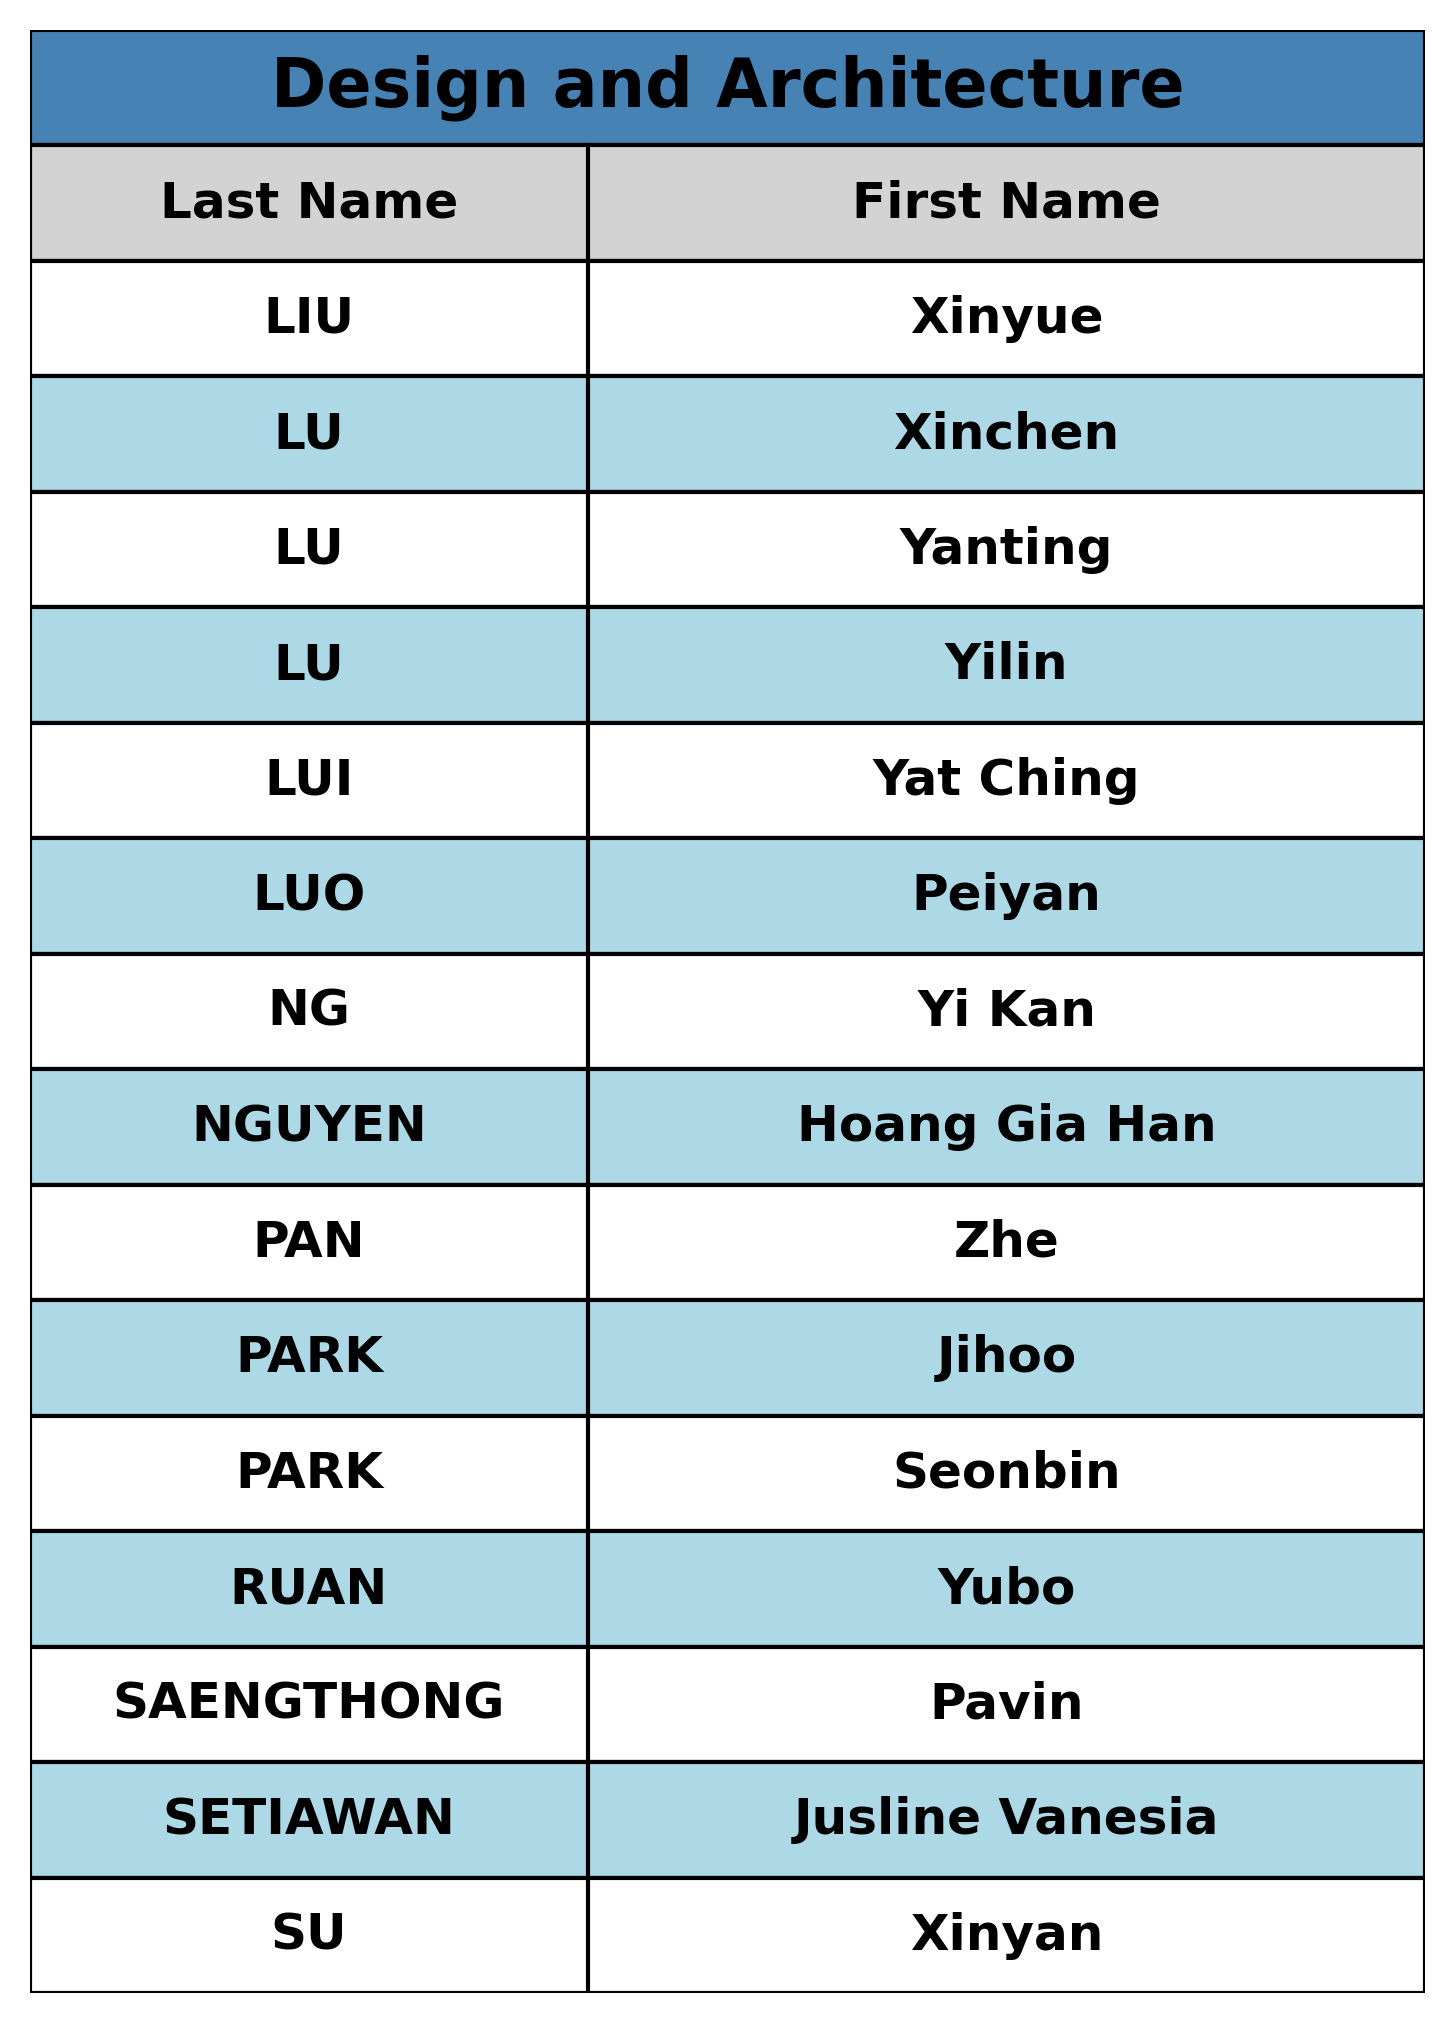 Design and Architecture
Last Name First Name
LIU Xinyue
LU Xinchen
LU Yanting
LU Yilin
LUI Yat Ching
LUO Peiyan
NG Yi Kan
NGUYEN Hoang Gia Han
PAN Zhe
PARK Jihoo
PARK Seonbin
RUAN Yubo
SAENGTHONG Pavin
SETIAWAN Jusline Vanesia
SU Xinyan